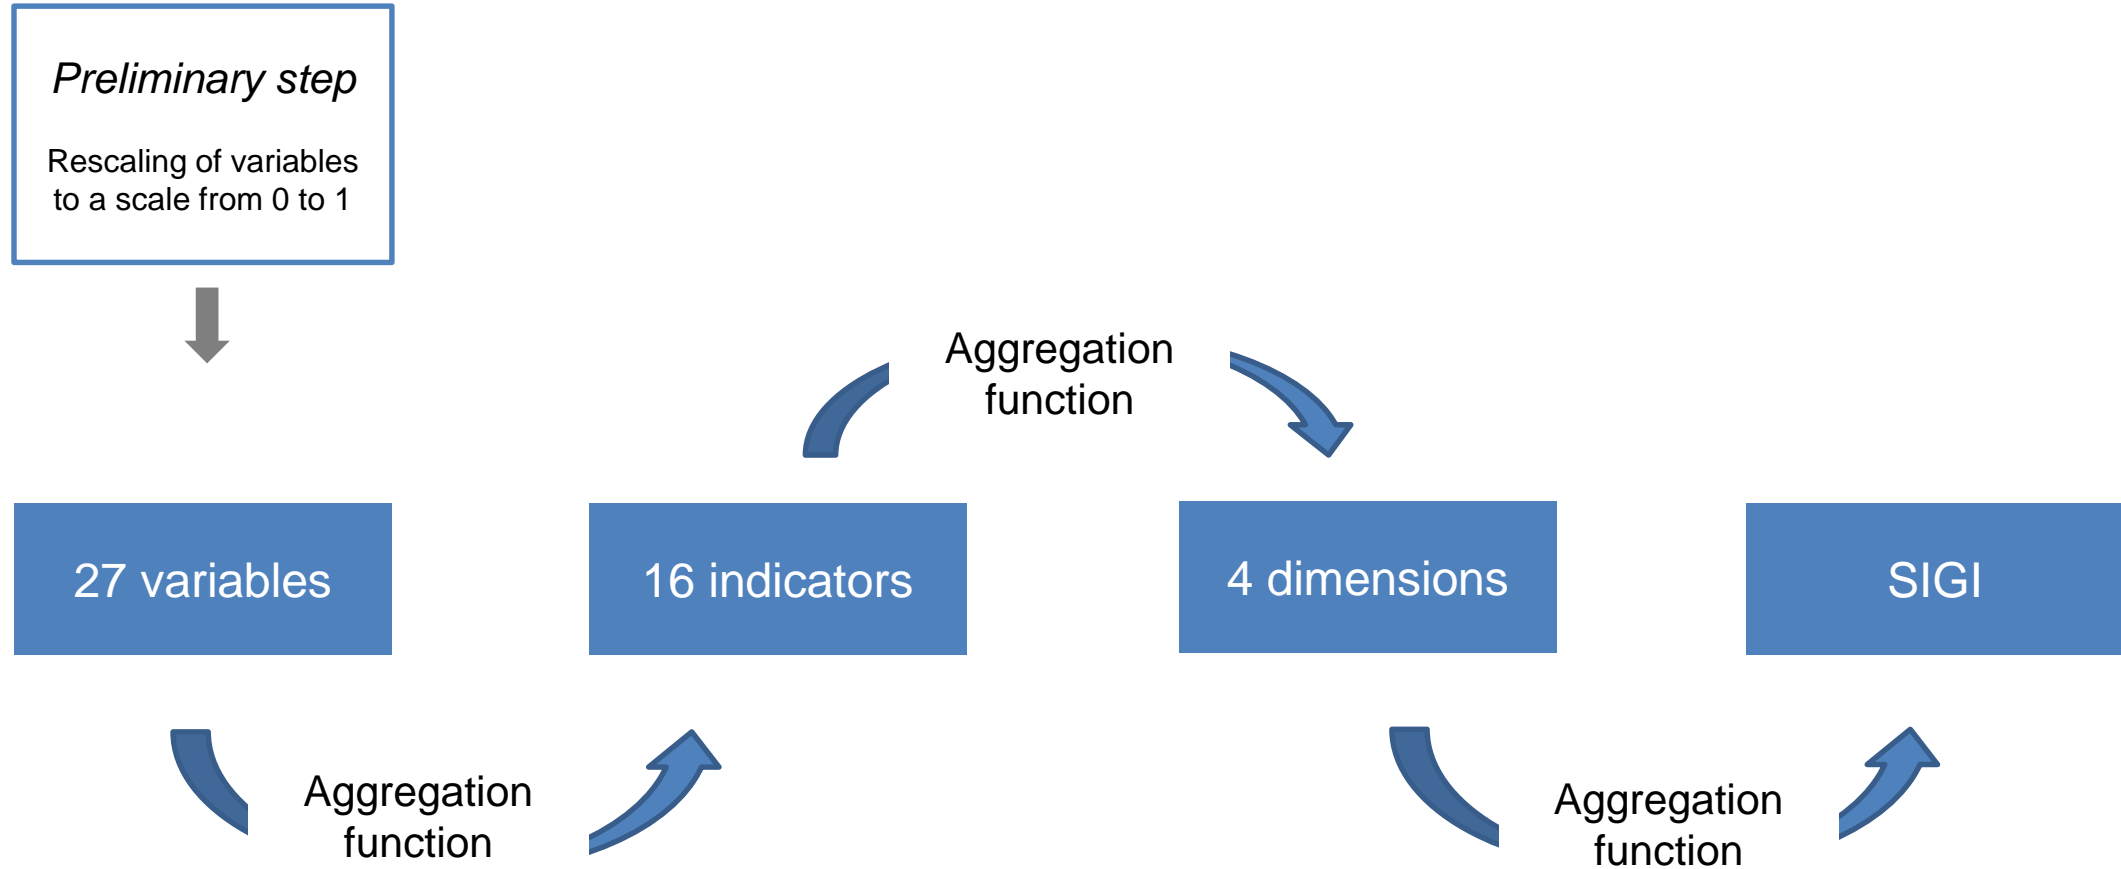 Preliminary step
Rescaling of variables
to a scale from 0 to 1
Aggregation
function
27 variables
16 indicators
4 dimensions
SIGI
Aggregation
function
Aggregation
function